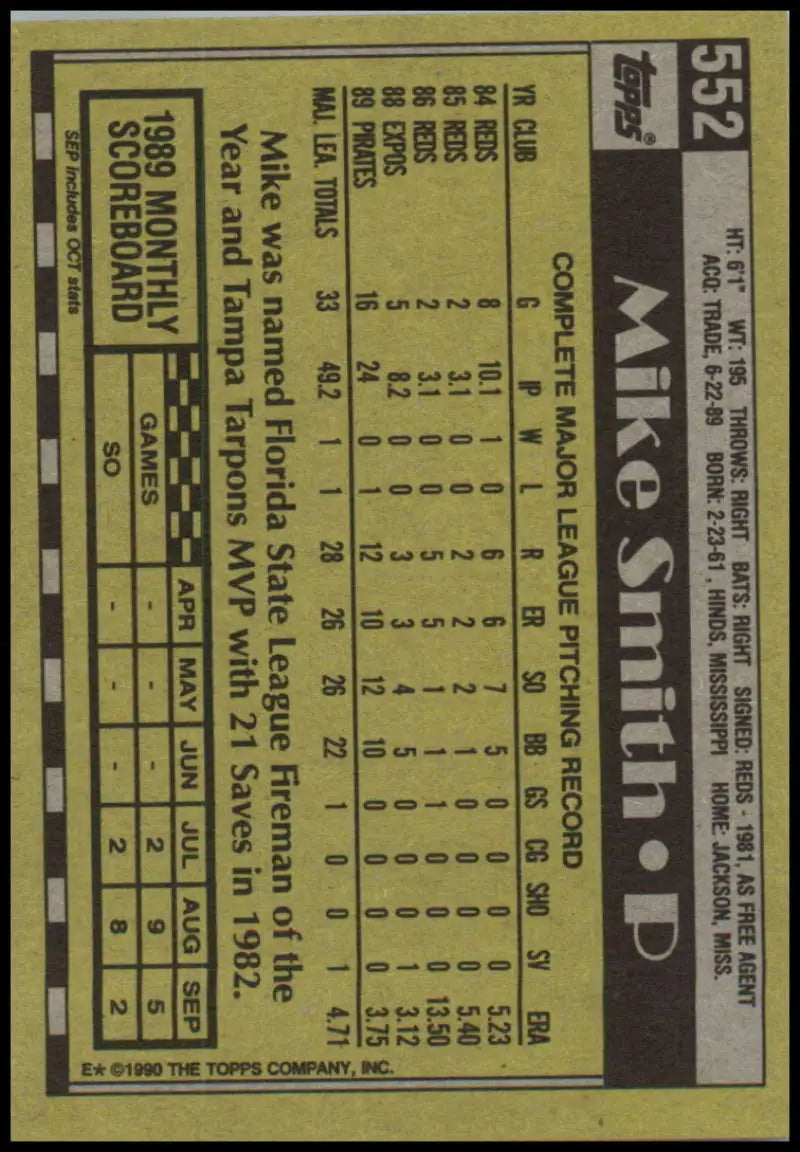 552
HT: 6'1" WT: 195 THROWS: RIGHT BATS: RIGHT SIGNED: REDS - 1981, AS FREE AGENT
ACQ: TRADE, 6-22-89 BORN: 2-23-61, HINDS, MISSISSIPPI HOME: JACKSON, MISS.
Topps®
Mike Smith • P
COMPLETE MAJOR LEAGUE PITCHING RECORD
YR CLUB G IP W L R ER SO BB GS CG SHO SV ERA
84 REDS 8 10.1 1 0 6 6 7 5 0 0 0 0 5.23
85 REDS 2 3.1 0 0 2 2 2 1 0 0 0 0 5.40
86 REDS 2 3.1 0 0 5 5 1 1 1 0 0 0 13.50
88 EXPOS 5 8.2 0 0 3 3 4 5 0 0 0 1 3.12
89 PIRATES 16 24 0 1 12 10 12 10 0 0 0 0 3.75
MAJ. LEA. TOTALS 33 49.2 1 1 28 26 26 22 1 0 0 1 4.71
Mike was named Florida State League Fireman of the
Year and Tampa Tarpons MVP with 21 Saves in 1982.
1989 MONTHLY
SCOREBOARD
SEP includes OCT stats
APR MAY JUN JUL AUG SEP
GAMES - - - 2 9 5
SO - - - 2 8 2
E* ©1990 THE TOPPS COMPANY, INC.